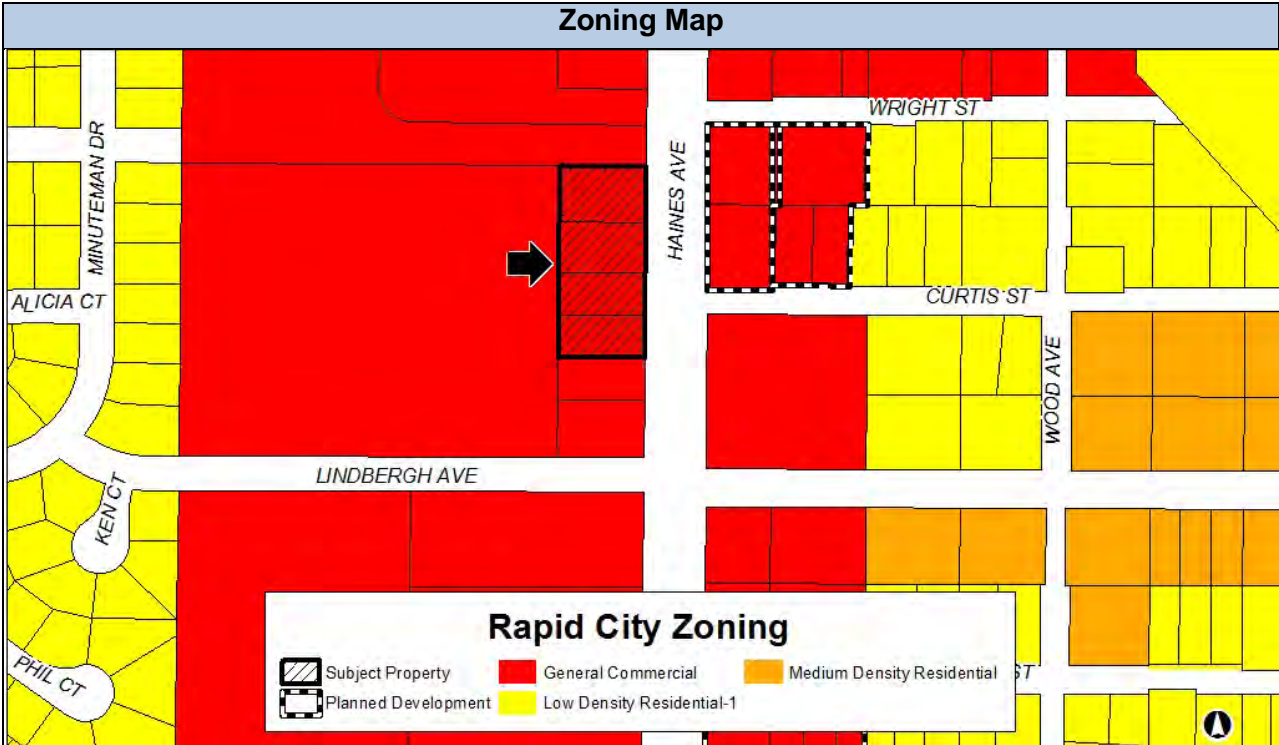 Zoning Map
WRIGHT ST
MINUTEMAN DR
HAINES AVE
ALICIA CT
CURTIS ST
WOOD AVE
LINDBERGH AVE
KEN CT
PHIL CT
ST
Rapid City Zoning
Subject Property
General Commercial
Medium Density Residential
Planned Development
Low Density Residential-1